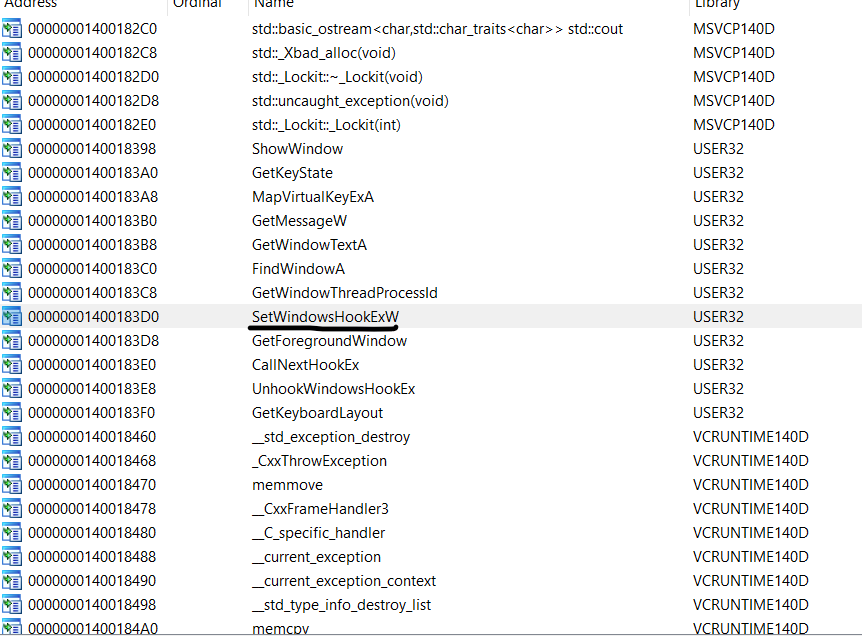 Address Ordinal Name Library
00000001400182C0 std::basic_ostream<char,std::char_traits<char>> std::cout MSVCP140D
00000001400182C8 std::_Xbad_alloc(void) MSVCP140D
00000001400182D0 std::_Lockit::~_Lockit(void) MSVCP140D
00000001400182D8 std::uncaught_exception(void) MSVCP140D
00000001400182E0 std::_Lockit::_Lockit(int) MSVCP140D
0000000140018398 ShowWindow USER32
00000001400183A0 GetKeyState USER32
00000001400183A8 MapVirtualKeyExA USER32
00000001400183B0 GetMessageW USER32
00000001400183B8 GetWindowTextA USER32
00000001400183C0 FindWindowA USER32
00000001400183C8 GetWindowThreadProcessId USER32
00000001400183D0 SetWindowsHookExW USER32
00000001400183D8 GetForegroundWindow USER32
00000001400183E0 CallNextHookEx USER32
00000001400183E8 UnhookWindowsHookEx USER32
00000001400183F0 GetKeyboardLayout USER32
0000000140018460 __std_exception_destroy VCRUNTIME140D
0000000140018468 _CxxThrowException VCRUNTIME140D
0000000140018470 memmove VCRUNTIME140D
0000000140018478 __CxxFrameHandler3 VCRUNTIME140D
0000000140018480 __C_specific_handler VCRUNTIME140D
0000000140018488 __current_exception VCRUNTIME140D
0000000140018490 __current_exception_context VCRUNTIME140D
0000000140018498 __std_type_info_destroy_list VCRUNTIME140D
00000001400184A0 memcpy VCRUNTIME140D